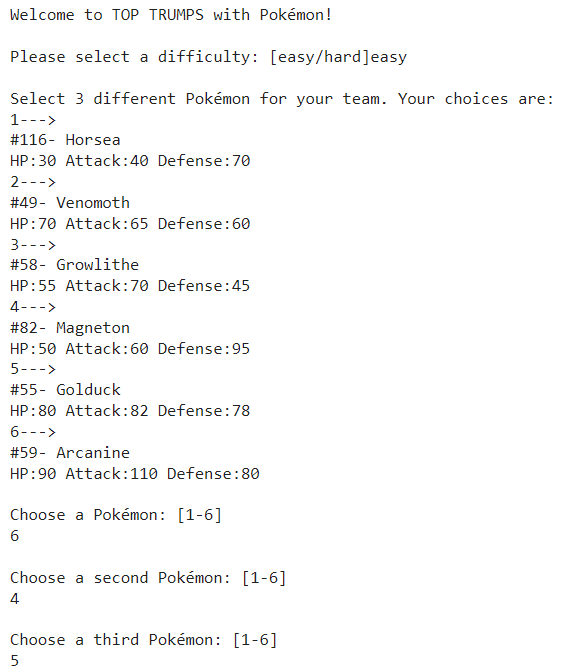 Welcome to TOP TRUMPS with Pokémon!
Please select a difficulty: [easy/hard]easy
Select 3 different Pokémon for your team. Your choices are:
1--->
#116- Horsea
HP:30 Attack:40 Defense:70
2--->
#49- Venomoth
HP:70 Attack:65 Defense:60
3--->
#58- Growlithe
HP:55 Attack:70 Defense:45
4--->
#82- Magneton
HP:50 Attack:60 Defense:95
5--->
#55- Golduck
HP:80 Attack:82 Defense:78
6--->
#59- Arcanine
HP:90 Attack:110 Defense:80
Choose a Pokémon: [1-6]
6
Choose a second Pokémon: [1-6]
4
Choose a third Pokémon: [1-6]
5